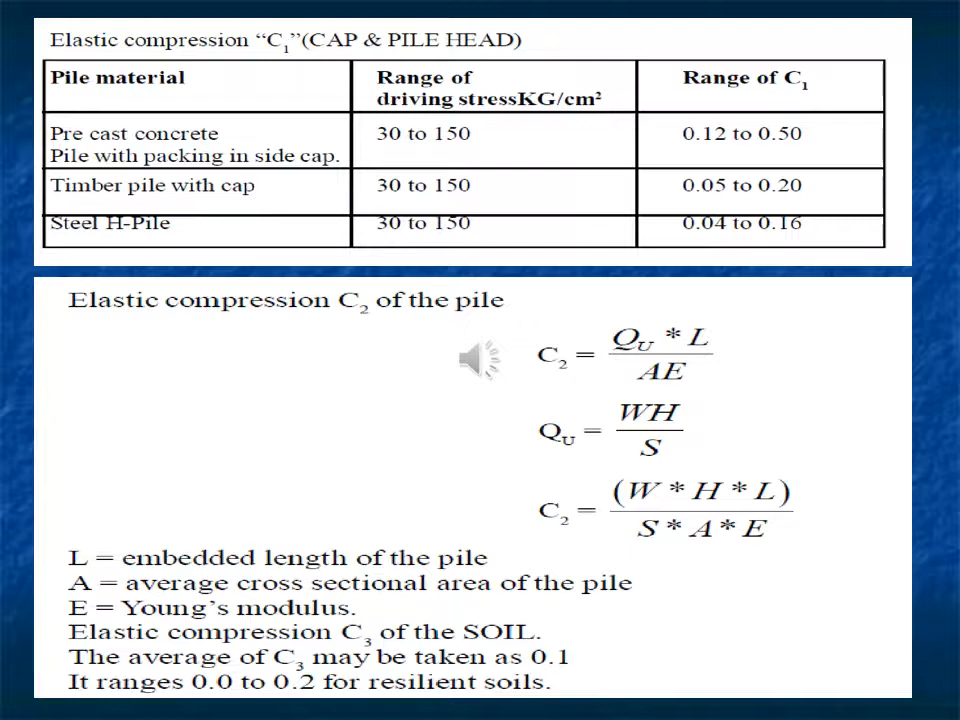 Elastic compression “C₁”(CAP & PILE HEAD)
Pile material | Range of driving stressKG/cm² | Range of C₁
Pre cast concrete Pile with packing in side cap. | 30 to 150 | 0.12 to 0.50
Timber pile with cap | 30 to 150 | 0.05 to 0.20
Steel H-Pile | 30 to 150 | 0.04 to 0.16
Elastic compression C₂ of the pile
C₂ = Q_U * L / AE
Q_U = WH / S
C₂ = (W * H * L) / S * A * E
L = embedded length of the pile
A = average cross sectional area of the pile
E = Young’s modulus.
Elastic compression C₃ of the SOIL.
The average of C₃ may be taken as 0.1
It ranges 0.0 to 0.2 for resilient soils.